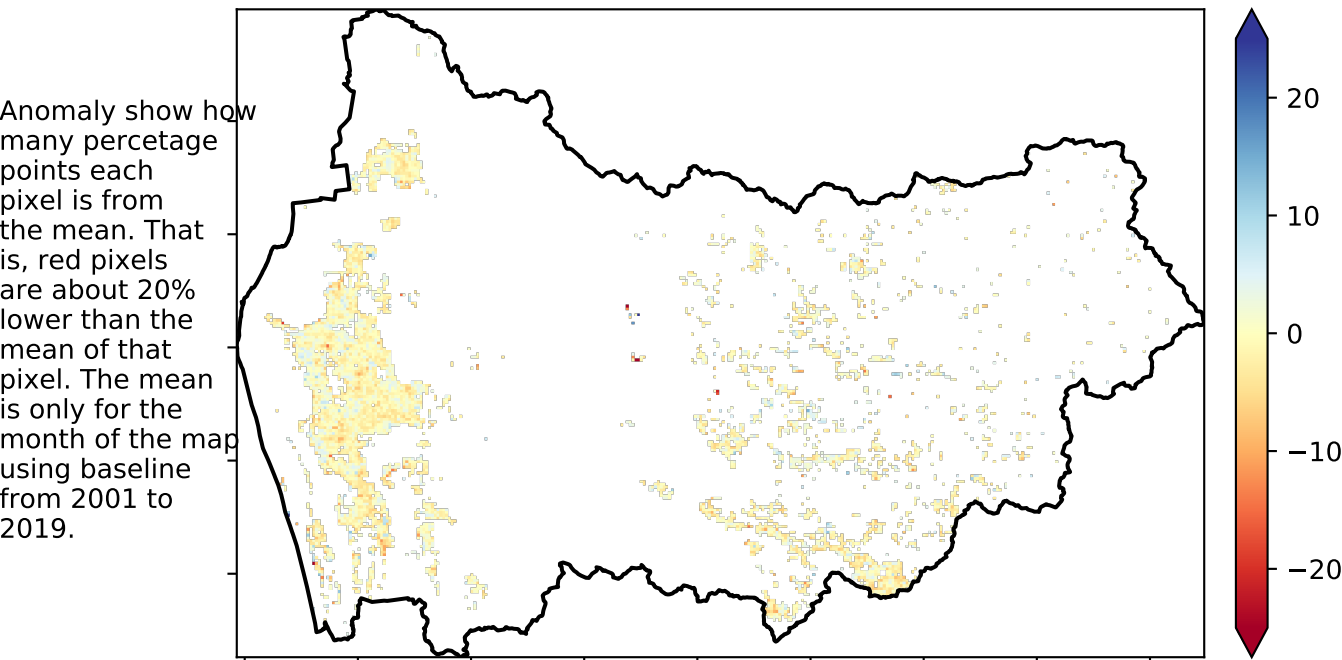 Anomaly show how
many percetage
points each
pixel is from
the mean. That
is, red pixels
are about 20%
lower than the
mean of that
pixel. The mean
is only for the
month of the map
using baseline
from 2001 to
2019.
20
10
0
−10
−20